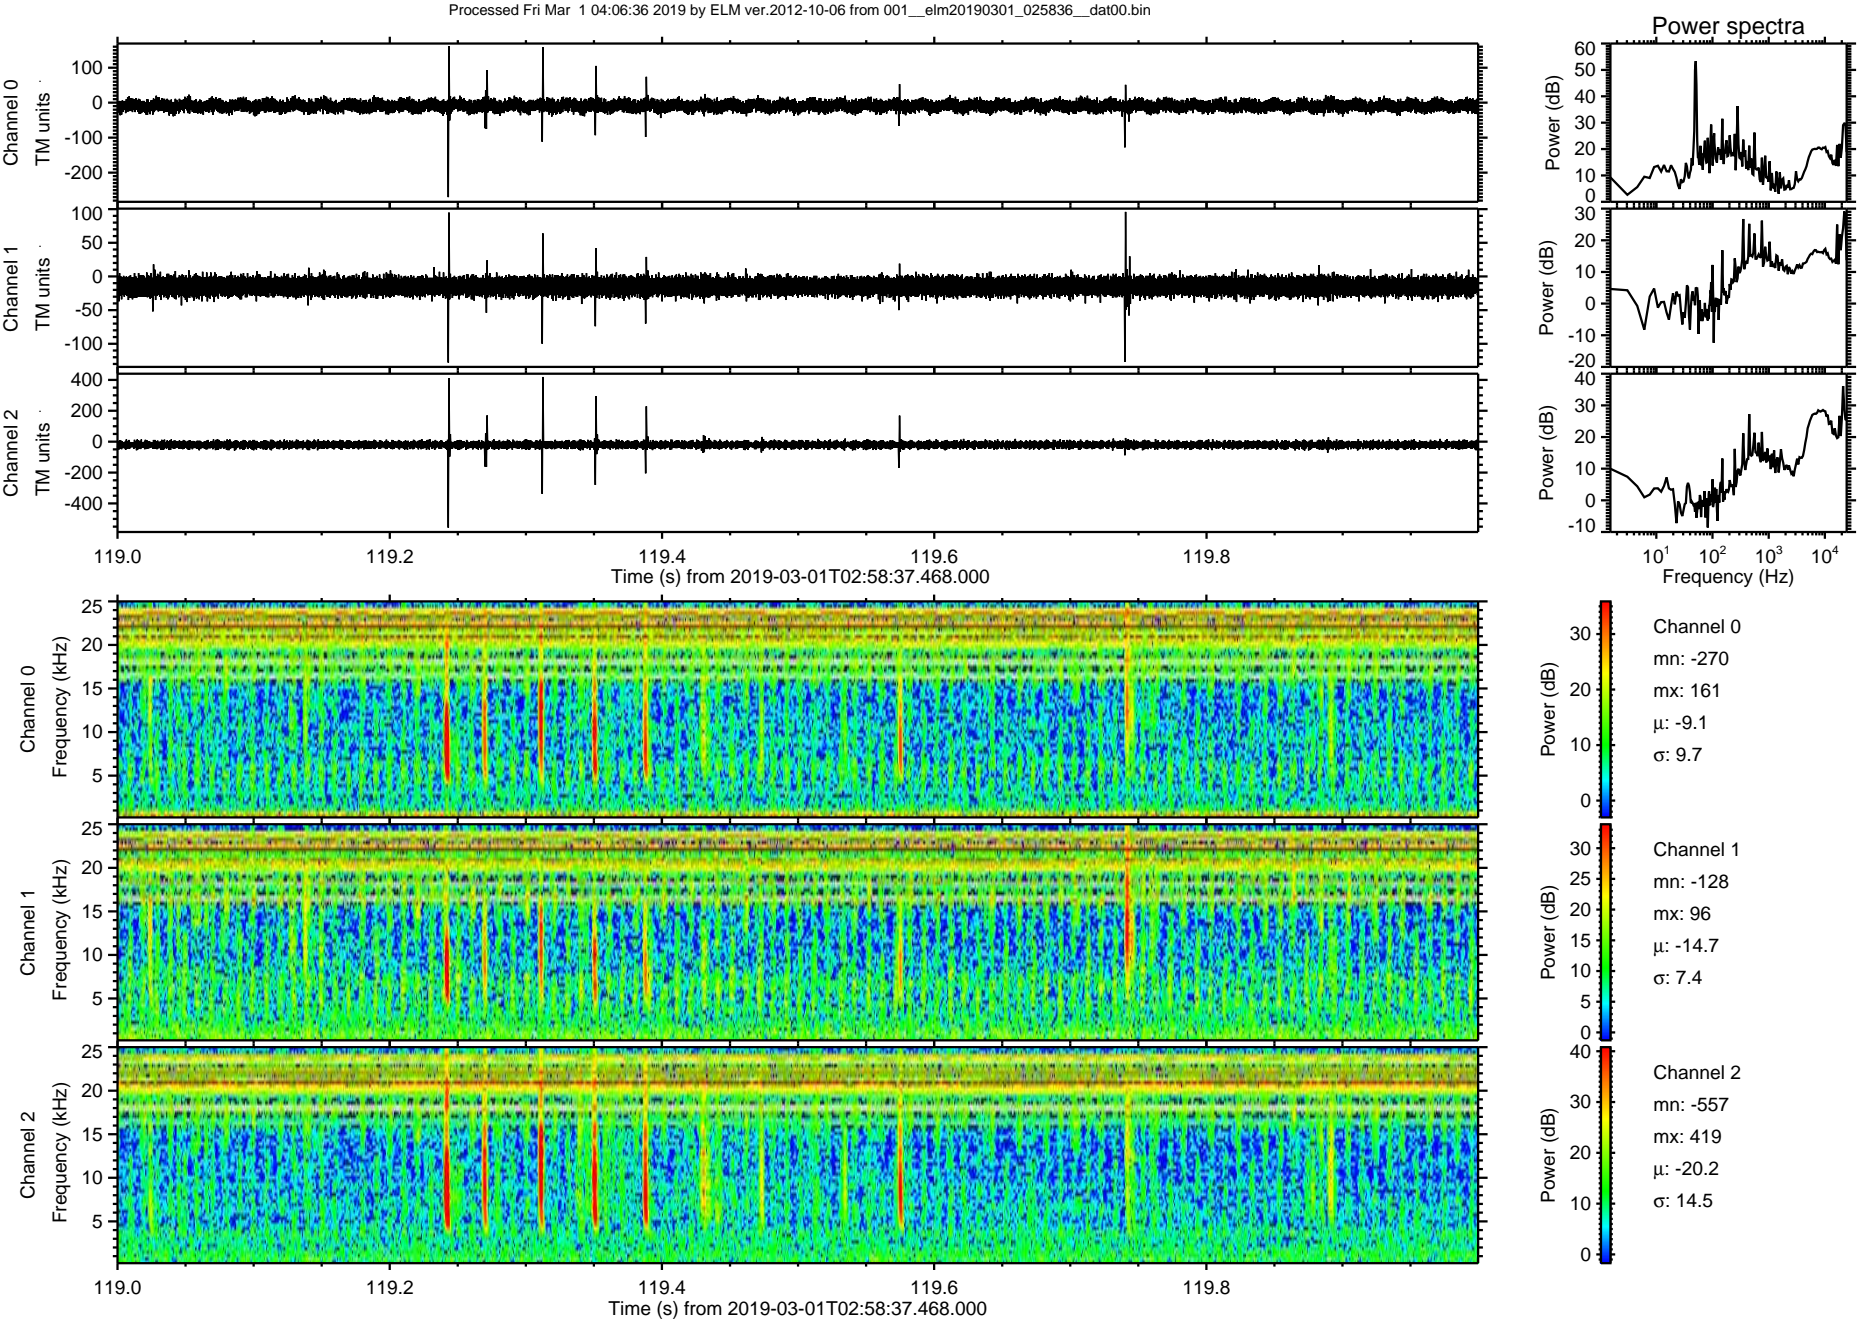 Processed Fri Mar  1 04:06:36 2019 by ELM ver.2012-10-06 from 001__elm20190301_025836__dat00.bin
Power spectra
Channel 0
TM units
100
0
-100
-200
Power (dB)
60
50
40
30
20
10
0
Channel 1
TM units
100
50
0
-50
-100
Power (dB)
30
20
10
0
-10
-20
Channel 2
TM units
400
200
0
-200
-400
Power (dB)
40
30
20
10
0
-10
119.0 119.2 119.4 119.6 119.8
Time (s) from 2019-03-01T02:58:37.468.000
10¹ 10² 10³ 10⁴
Frequency (Hz)
Channel 0
Frequency (kHz)
25
20
15
10
5
Power (dB)
30
20
10
0
Channel 0
mn: -270
mx: 161
μ: -9.1
σ: 9.7
Channel 1
Frequency (kHz)
25
20
15
10
5
Power (dB)
30
25
20
15
10
5
0
Channel 1
mn: -128
mx: 96
μ: -14.7
σ: 7.4
Channel 2
Frequency (kHz)
25
20
15
10
5
Power (dB)
40
30
20
10
0
Channel 2
mn: -557
mx: 419
μ: -20.2
σ: 14.5
119.0 119.2 119.4 119.6 119.8
Time (s) from 2019-03-01T02:58:37.468.000